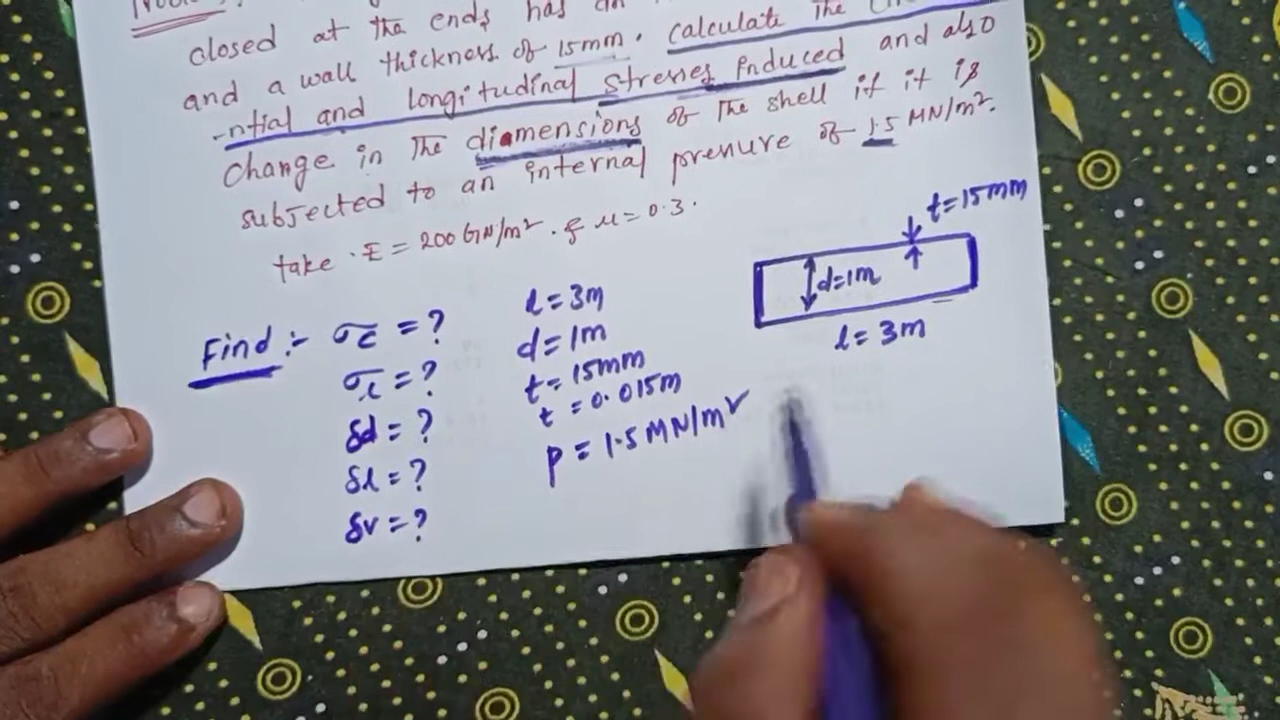 closed at the ends has an
and a wall thickness of 15mm. calculate the
-ntial and longitudinal stresses induced and also
change in the diamensions of the shell if it is
subjected to an internal prenure of 1.5 MN/m².
take . E = 200 GN/m² . & μ = 0.3 .
t=15mm
d=1m
l = 3m
Find :- σc = ?
σl = ?
δd = ?
δl = ?
δv = ?
l = 3m
d = 1m
t = 15mm
t = 0.015m
p = 1.5 MN/m²